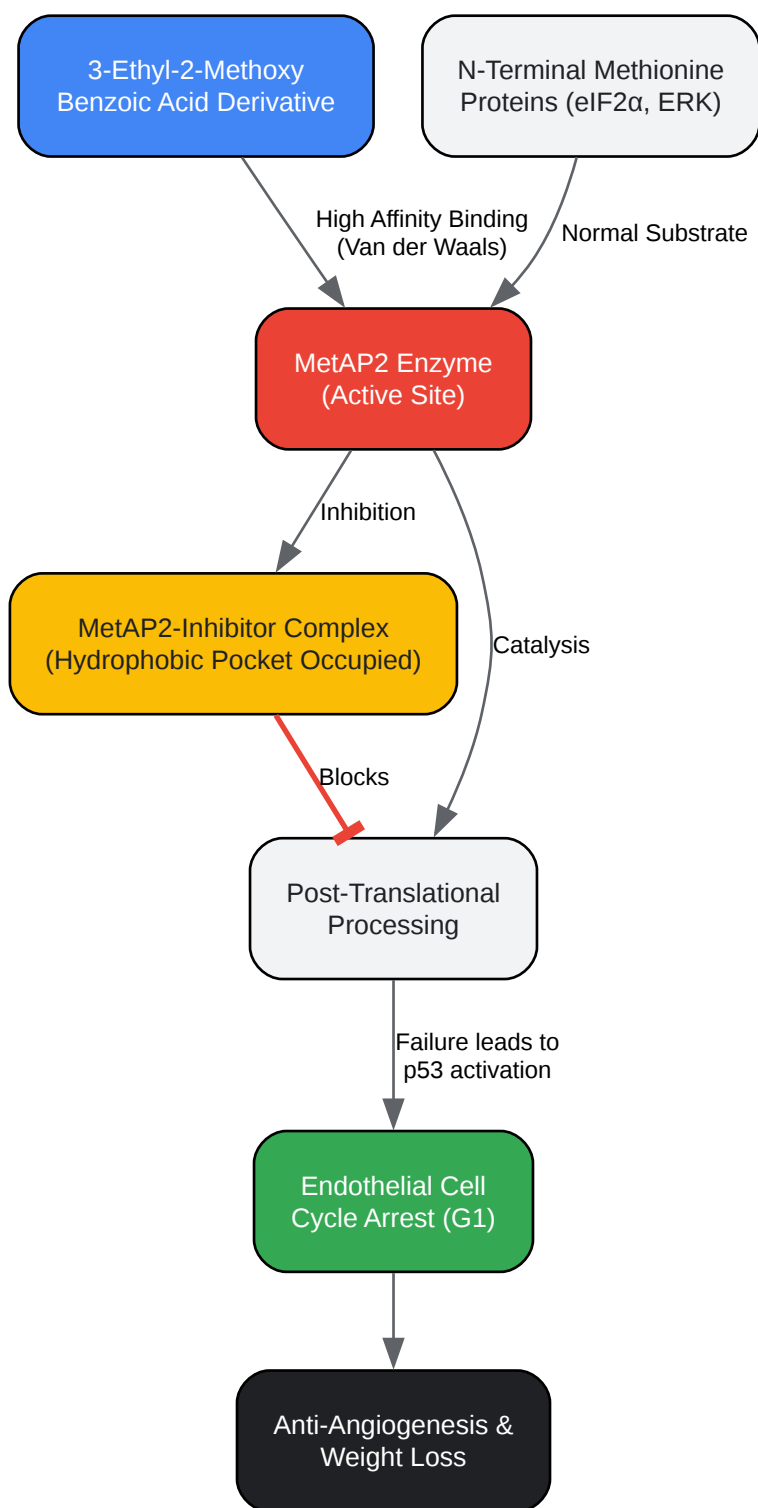 3-Ethyl-2-Methoxy
Benzoic Acid Derivative
N-Terminal Methionine
Proteins (eIF2α, ERK)
High Affinity Binding
(Van der Waals)
Normal Substrate
MetAP2 Enzyme
(Active Site)
Inhibition
MetAP2-Inhibitor Complex
(Hydrophobic Pocket Occupied)
Catalysis
Blocks
Post-Translational
Processing
Failure leads to
p53 activation
Endothelial Cell
Cycle Arrest (G1)
Anti-Angiogenesis &
Weight Loss